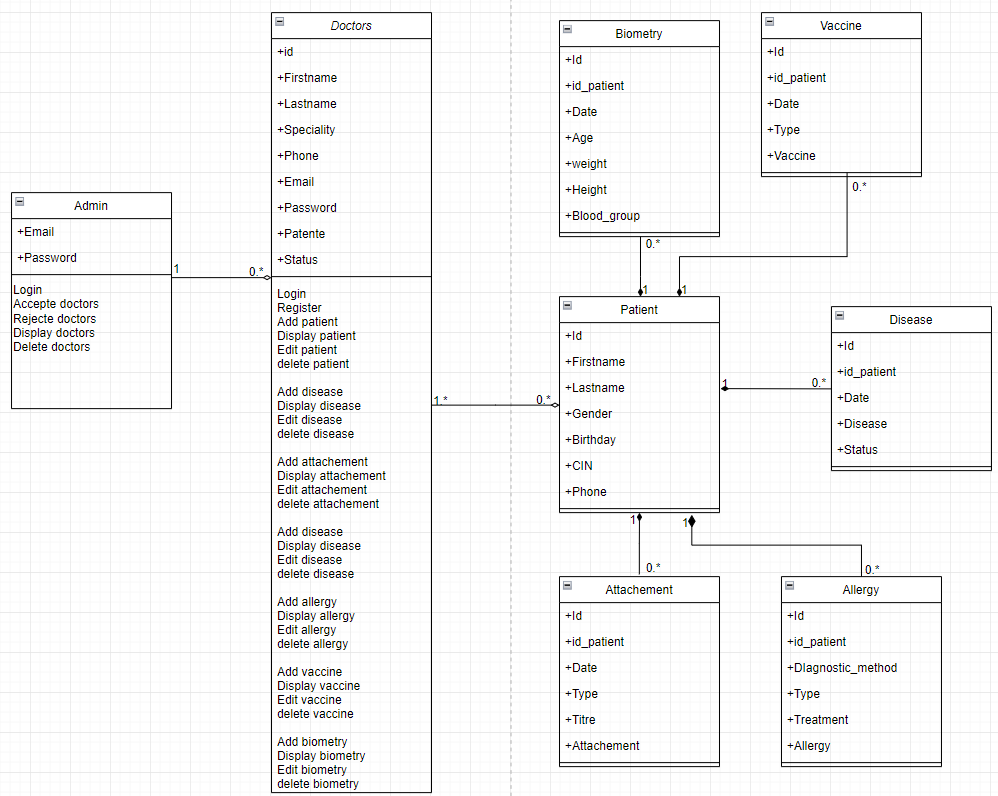 Doctors
+id
+Firstname
+Lastname
+Speciality
+Phone
+Email
+Password
+Patente
+Status
Login
Register
Add patient
Display patient
Edit patient
delete patient
Add disease
Display disease
Edit disease
delete disease
Add attachement
Display attachement
Edit attachement
delete attachement
Add disease
Display disease
Edit disease
delete disease
Add allergy
Display allergy
Edit allergy
delete allergy
Add vaccine
Display vaccine
Edit vaccine
delete vaccine
Add biometry
Display biometry
Edit biometry
delete biometry
Admin
+Email
+Password
Login
Accepte doctors
Rejecte doctors
Display doctors
Delete doctors
1
0.*
1.*
0.*
Biometry
+Id
+id_patient
+Date
+Age
+weight
+Height
+Blood_group
0.*
1
Vaccine
+Id
+id_patient
+Date
+Type
+Vaccine
0.*
1
Patient
+Id
+Firstname
+Lastname
+Gender
+Birthday
+CIN
+Phone
1
0.*
Disease
+Id
+id_patient
+Date
+Disease
+Status
1
0.*
1
0.*
Attachement
+Id
+id_patient
+Date
+Type
+Titre
+Attachement
Allergy
+Id
+id_patient
+DIagnostic_method
+Type
+Treatment
+Allergy